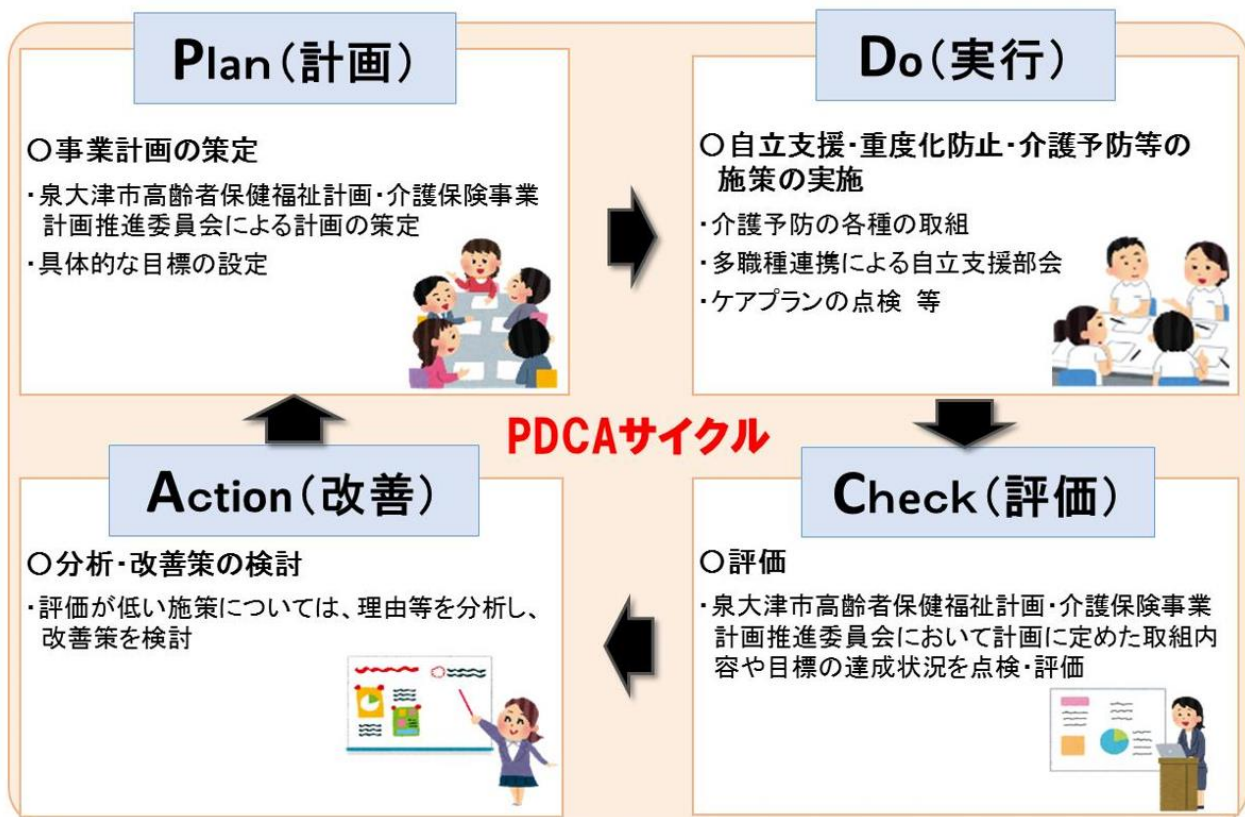 Plan（計画）
○事業計画の策定
・泉大津市高齢者保健福祉計画・介護保険事業
計画推進委員会による計画の策定
・具体的な目標の設定
Do（実行）
○自立支援・重度化防止・介護予防等の
施策の実施
・介護予防の各種の取組
・多職種連携による自立支援部会
・ケアプランの点検 等
PDCAサイクル
Check（評価）
○評価
・泉大津市高齢者保健福祉計画・介護保険事業
計画推進委員会において計画に定めた取組内
容や目標の達成状況を点検・評価
Action（改善）
○分析・改善策の検討
・評価が低い施策については、理由等を分析し、
改善策を検討